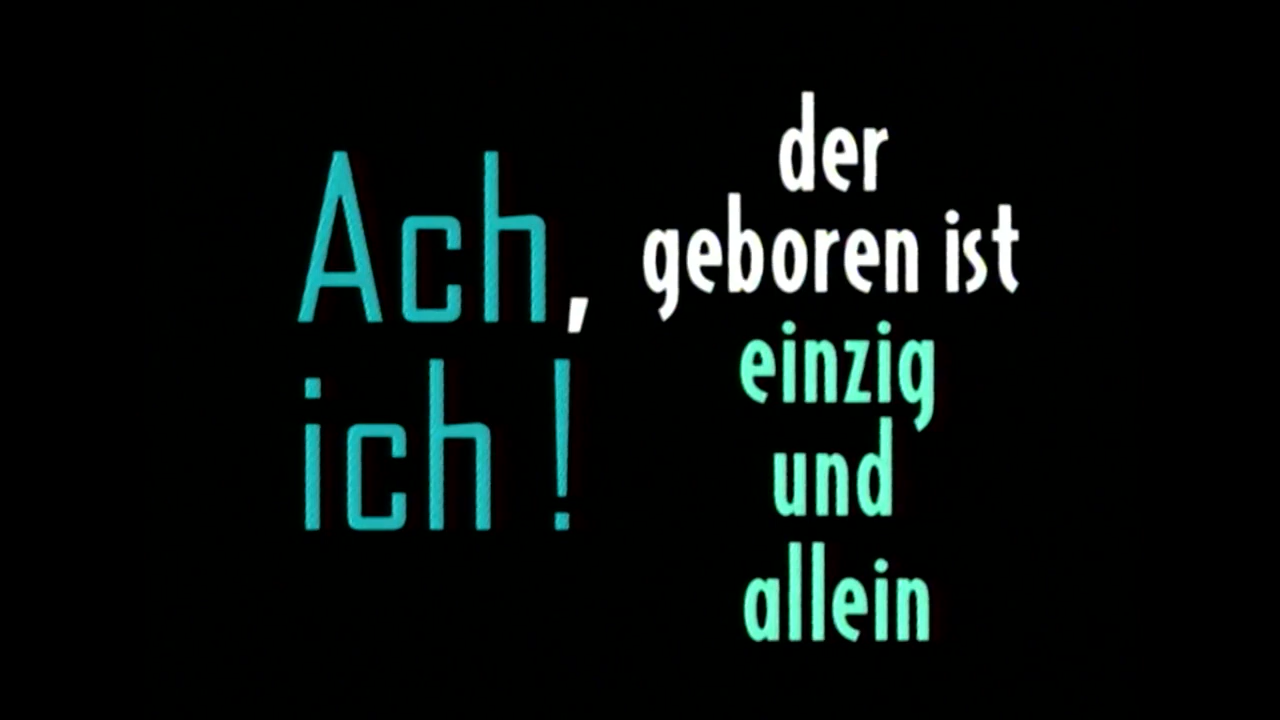 Ach,
ich !
der
geboren ist
einzig
und
allein